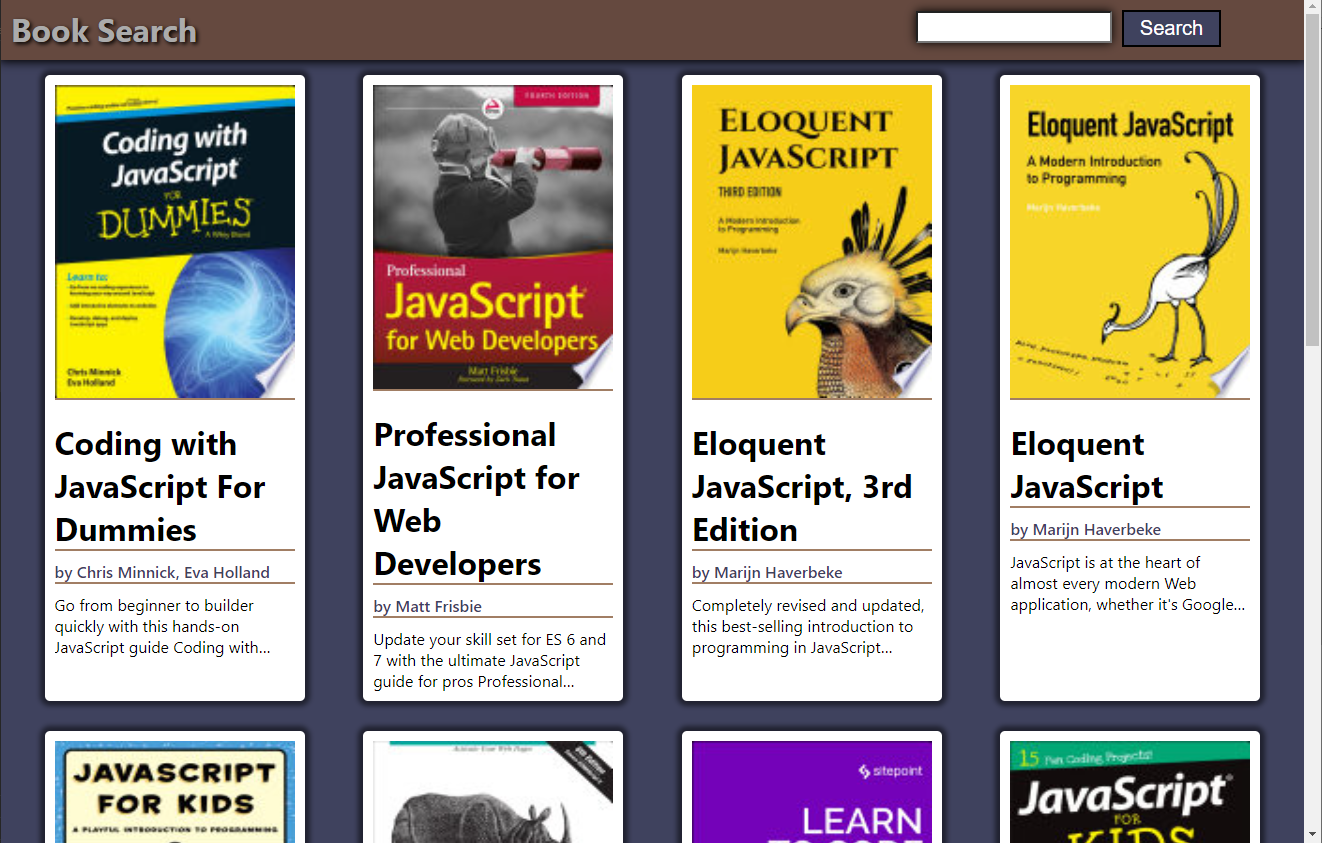 Book Search
Search
Coding with
JavaScript
FOR
DUMMIES
A Wiley Brand
Learn to:
Chris Minnick
Eva Holland
FOURTH EDITION
Professional
JavaScript
for Web Developers
Matt Frisbie
ELOQUENT
JAVASCRIPT
THIRD EDITION
A Modern Introduction
to Programming
Marijn Haverbeke
Eloquent JavaScript
A Modern Introduction
to Programming
Marijn Haverbeke
Coding with
JavaScript For
Dummies
by Chris Minnick, Eva Holland
Go from beginner to builder
quickly with this hands-on
JavaScript guide Coding with...
Professional
JavaScript for
Web
Developers
by Matt Frisbie
Update your skill set for ES 6 and
7 with the ultimate JavaScript
guide for pros Professional...
Eloquent
JavaScript, 3rd
Edition
by Marijn Haverbeke
Completely revised and updated,
this best-selling introduction to
programming in JavaScript...
Eloquent
JavaScript
by Marijn Haverbeke
JavaScript is at the heart of
almost every modern Web
application, whether it's Google...
JAVASCRIPT
FOR KIDS
A PLAYFUL INTRODUCTION TO PROGRAMMING
Activate Your Web Pages
sitepoint
LEARN
TO CODE
15 Fun Coding Projects!
JavaScript
FOR
KIDS